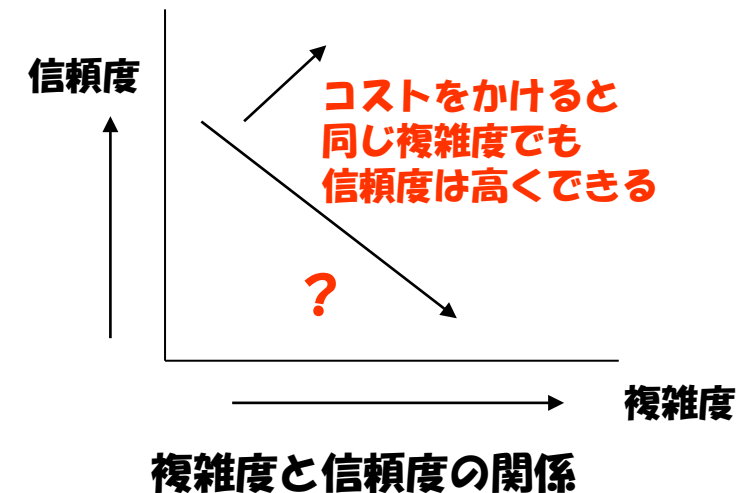 信頼度
コストをかけると
同じ複雑度でも
信頼度は高くできる
？
複雑度
複雑度と信頼度の関係